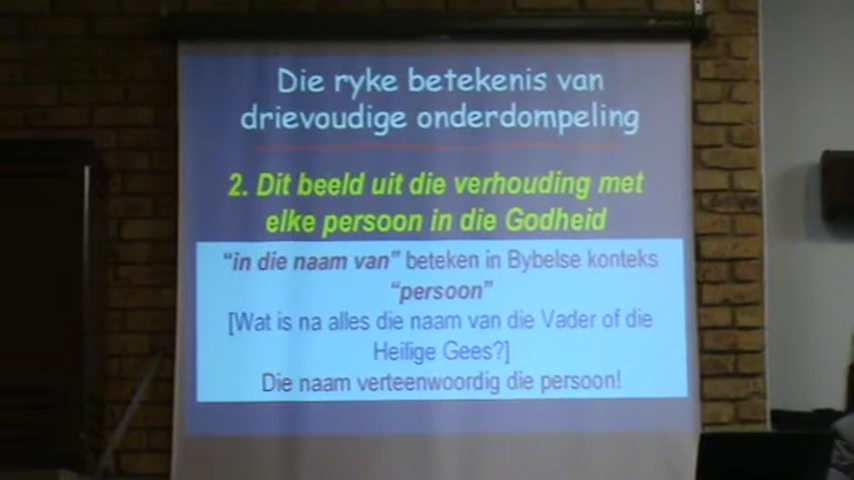 Die ryke betekenis van
drievoudige onderdompeling
2. Dit beeld uit die verhouding met
elke persoon in die Godheid
“in die naam van” beteken in Bybelse konteks
“persoon”
[Wat is na alles die naam van die Vader of die
Heilige Gees?]
Die naam verteenwoordig die persoon!